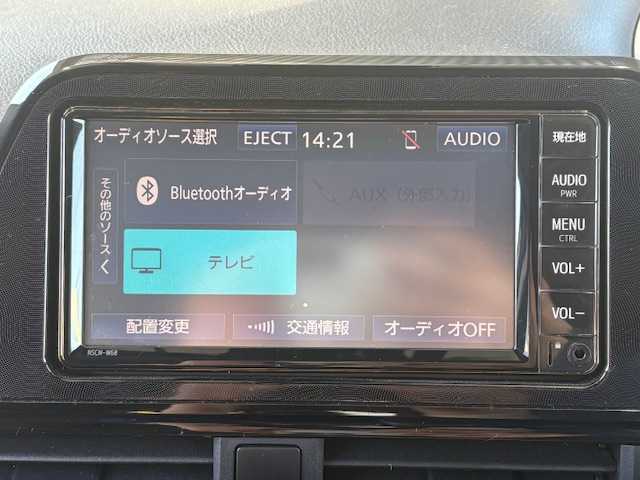 オーディオソース選択 EJECT 14:21 AUDIO
その他のソース
Bluetoothオーディオ
AUX (外部入力)
テレビ
配置変更 交通情報 オーディオOFF
NSCN-W68
現在地
AUDIO
PWR
MENU
CTRL
VOL+
VOL−